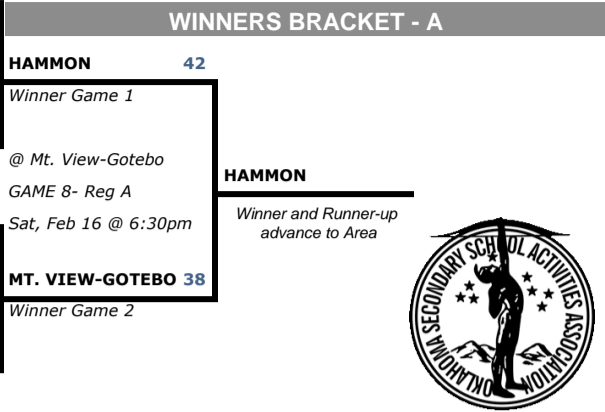 WINNERS BRACKET - A
HAMMON 42
Winner Game 1
@ Mt. View-Gotebo
GAME 8- Reg A
Sat, Feb 16 @ 6:30pm
MT. VIEW-GOTEBO 38
Winner Game 2
HAMMON
Winner and Runner-up
advance to Area
OKLAHOMA SECONDARY SCHOOL ACTIVITIES ASSOCIATION